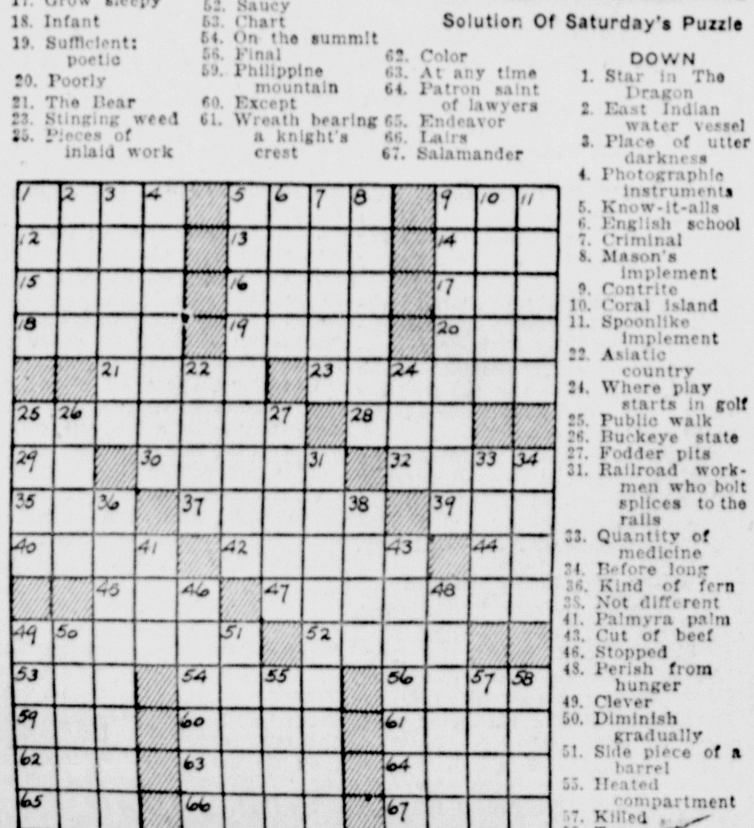 17. Grow sleepy
18. Infant
19. Sufficient:
poetic
20. Poorly
21. The Bear
23. Stinging weed
25. Pieces of
inlaid work
52. Saucy
53. Chart
54. On the summit
56. Final
59. Philippine
mountain
60. Except
61. Wreath bearing
a knight's
crest
62. Color
63. At any time
64. Patron saint
of lawyers
65. Endeavor
66. Lairs
67. Salamander
Solution Of Saturday's Puzzle
DOWN
1. Star in The
Dragon
2. East Indian
water vessel
3. Place of utter
darkness
4. Photographic
instruments
5. Know-it-alls
6. English school
7. Criminal
8. Mason's
implement
9. Contrite
10. Coral island
11. Spoonlike
implement
22. Asiatic
country
24. Where play
starts in golf
25. Public walk
26. Buckeye state
27. Fodder pits
31. Railroad work-
men who bolt
splices to the
rails
33. Quantity of
medicine
34. Before long
36. Kind of fern
38. Not different
41. Palmyra palm
43. Cut of beef
46. Stopped
48. Perish from
hunger
49. Clever
50. Diminish
gradually
51. Side piece of a
barrel
55. Heated
compartment
57. Killed
1 2 3 4 5 6 7 8 9 10 11
12 13 14
15 16 17
18 19 20
21 22 23 24
25 26 27 28
29 30 31 32 33 34
35 36 37 38 39
40 41 42 43 44
45 46 47 48
49 50 51 52
53 54 55 56 57 58
59 60 61
62 63 64
65 66 67